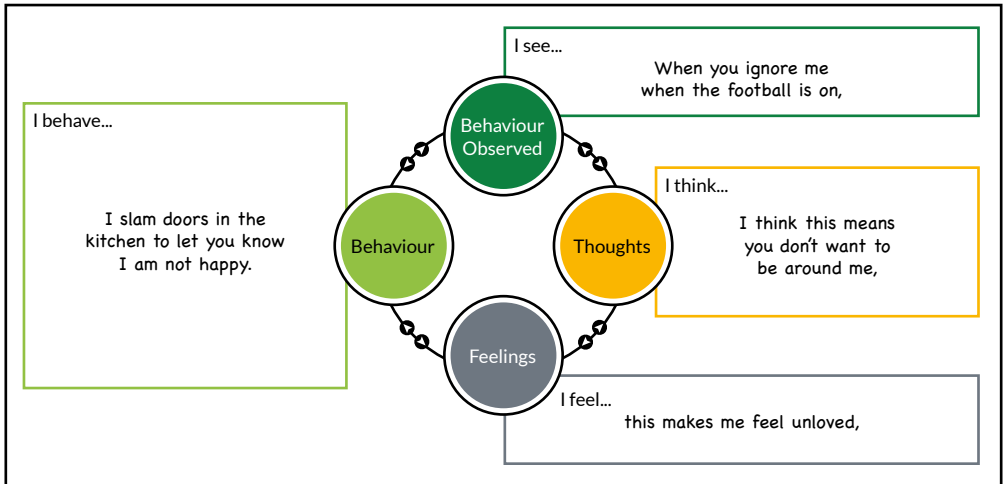 I see...
When you ignore me
when the football is on,
Behaviour
Observed
I think...
I think this means
you don't want to
be around me,
Thoughts
Feelings
I feel...
this makes me feel unloved,
Behaviour
I behave...
I slam doors in the
kitchen to let you know
I am not happy.